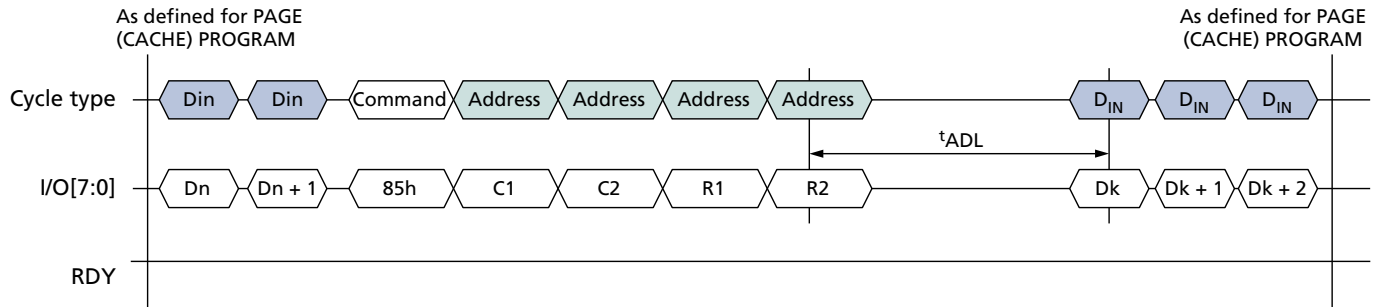 As defined for PAGE
(CACHE) PROGRAM
As defined for PAGE
(CACHE) PROGRAM
Cycle type Din Din Command Address Address Address Address DIN DIN DIN
tADL
I/O[7:0] Dn Dn + 1 85h C1 C2 R1 R2 Dk Dk + 1 Dk + 2
RDY